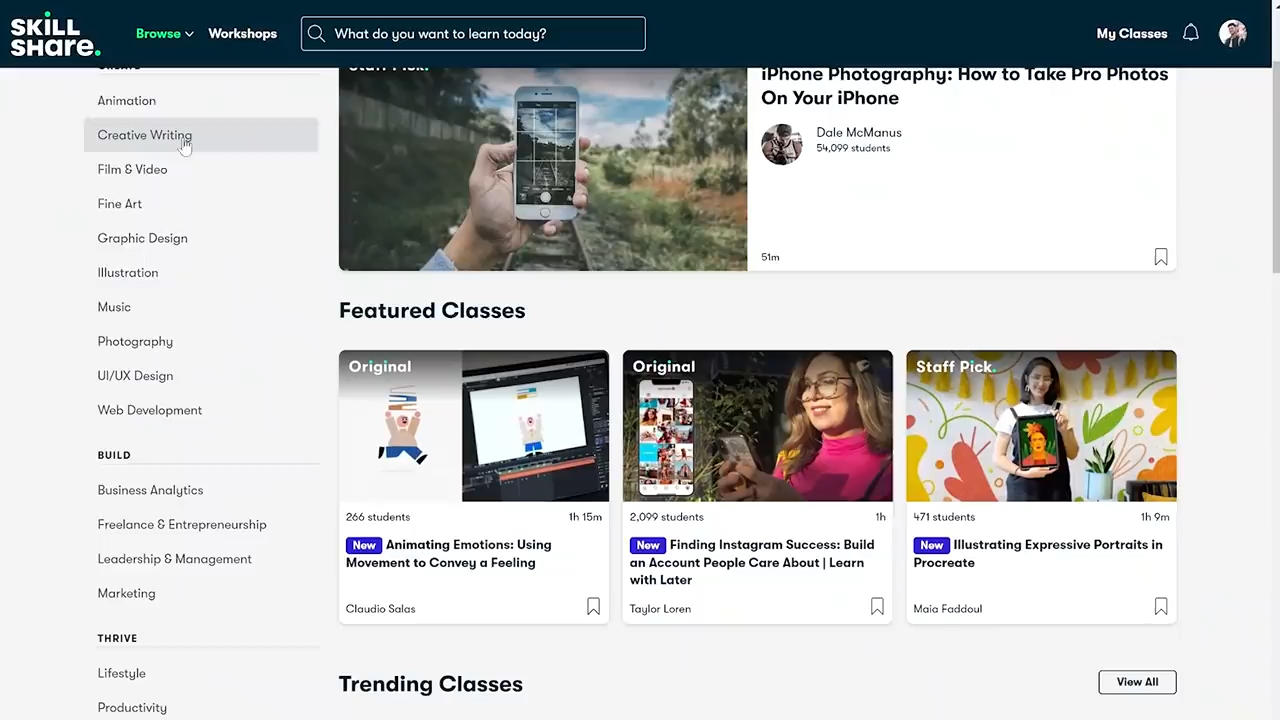 SKILL
SHARE.
Browse
Workshops
What do you want to learn today?
My Classes
CREATE
Animation
Creative Writing
Film & Video
Fine Art
Graphic Design
Illustration
Music
Photography
UI/UX Design
Web Development
BUILD
Business Analytics
Freelance & Entrepreneurship
Leadership & Management
Marketing
THRIVE
Lifestyle
Productivity
Staff Pick.
iPhone Photography: How to Take Pro Photos
On Your iPhone
Dale McManus
54,099 students
51m
Featured Classes
Original
266 students
1h 15m
New Animating Emotions: Using
Movement to Convey a Feeling
Claudio Salas
Original
2,099 students
1h
New Finding Instagram Success: Build
an Account People Care About | Learn
with Later
Taylor Loren
Staff Pick.
471 students
1h 9m
New Illustrating Expressive Portraits in
Procreate
Maia Faddoul
Trending Classes
View All